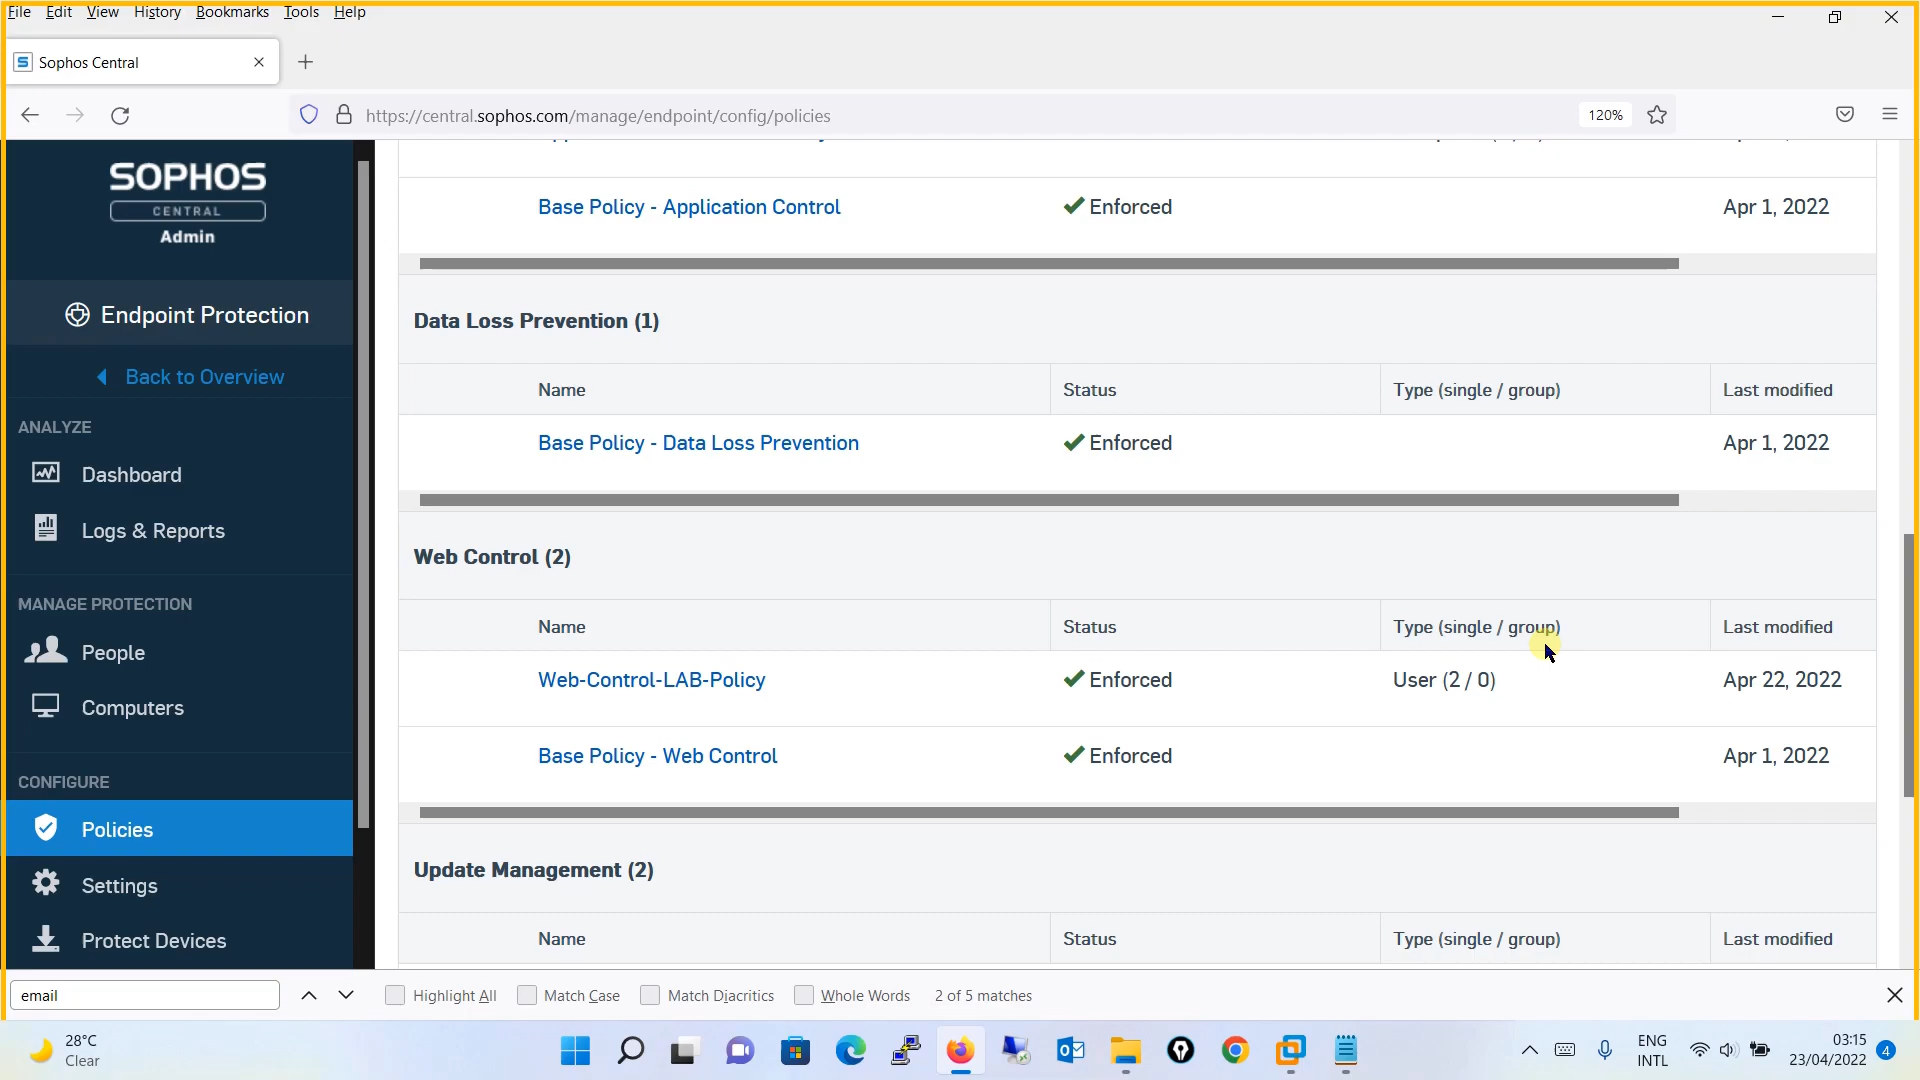 File Edit View History Bookmarks Tools Help
Sophos Central
https://central.sophos.com/manage/endpoint/config/policies
120%
SOPHOS
CENTRAL
Admin
Endpoint Protection
Back to Overview
ANALYZE
Dashboard
Logs & Reports
MANAGE PROTECTION
People
Computers
CONFIGURE
Policies
Settings
Protect Devices
Base Policy - Application Control Enforced Apr 1, 2022
Data Loss Prevention (1)
Name Status Type (single / group) Last modified
Base Policy - Data Loss Prevention Enforced Apr 1, 2022
Web Control (2)
Name Status Type (single / group) Last modified
Web-Control-LAB-Policy Enforced User (2 / 0) Apr 22, 2022
Base Policy - Web Control Enforced Apr 1, 2022
Update Management (2)
Name Status Type (single / group) Last modified
email Highlight All Match Case Match Diacritics Whole Words 2 of 5 matches
28°C
Clear
ENG
INTL
03:15
23/04/2022
4